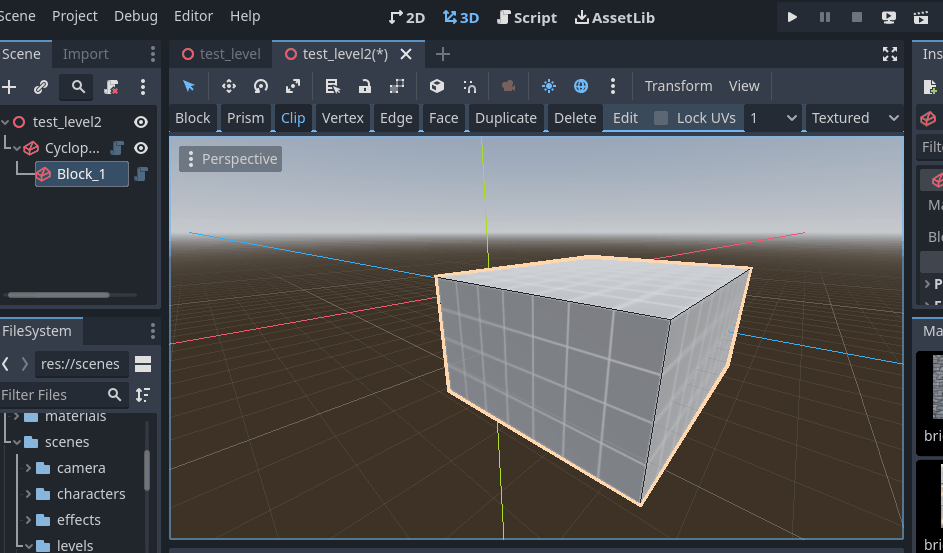 Scene Project Debug Editor Help 2D 3D Script AssetLib
Scene Import
test_level test_level2(*)
Transform View
Block Prism Clip Vertex Edge Face Duplicate Delete Edit Lock UVs 1 Textured
test_level2
Cyclop...
Block_1
Perspective
FileSystem
res://scenes
Filter Files
materials
scenes
camera
characters
effects
levels
Ins
Filte
Ma
Blo
P
Ma
bri
bri